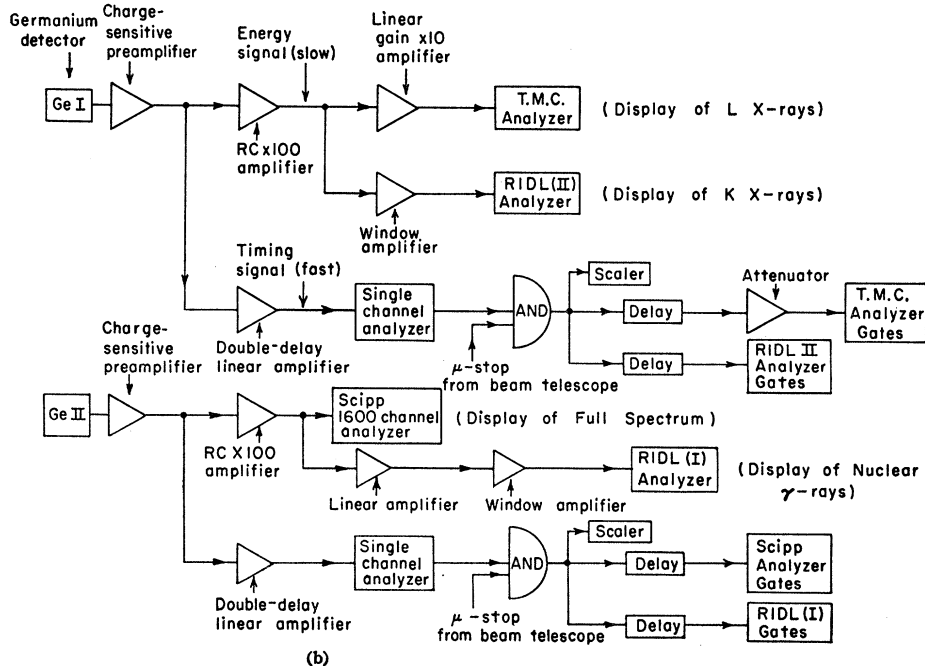 Germanium
detector
Charge-
sensitive
preamplifier
Energy
signal (slow)
Linear
gain x10
amplifier
Ge I
T.M.C.
Analyzer
(Display of L X-rays)
RC x 100
amplifier
RIDL (II)
Analyzer
(Display of K X-rays)
Window
amplifier
Timing
signal (fast)
Single
channel
analyzer
AND
Scaler
Delay
Attenuator
T.M.C.
Analyzer
Gates
Charge-
sensitive
preamplifier
Double-delay
linear amplifier
μ-stop
from beam telescope
Delay
RIDL II
Analyzer
Gates
Ge II
Scipp
1600 channel
analyzer
(Display of Full Spectrum)
RC X 100
amplifier
RIDL (I)
Analyzer
(Display of Nuclear
γ-rays)
Linear amplifier
Window amplifier
Single
channel
analyzer
AND
Scaler
Delay
Scipp
Analyzer
Gates
Double-delay
linear amplifier
μ-stop
from beam telescope
Delay
RIDL (I)
Gates
(b)